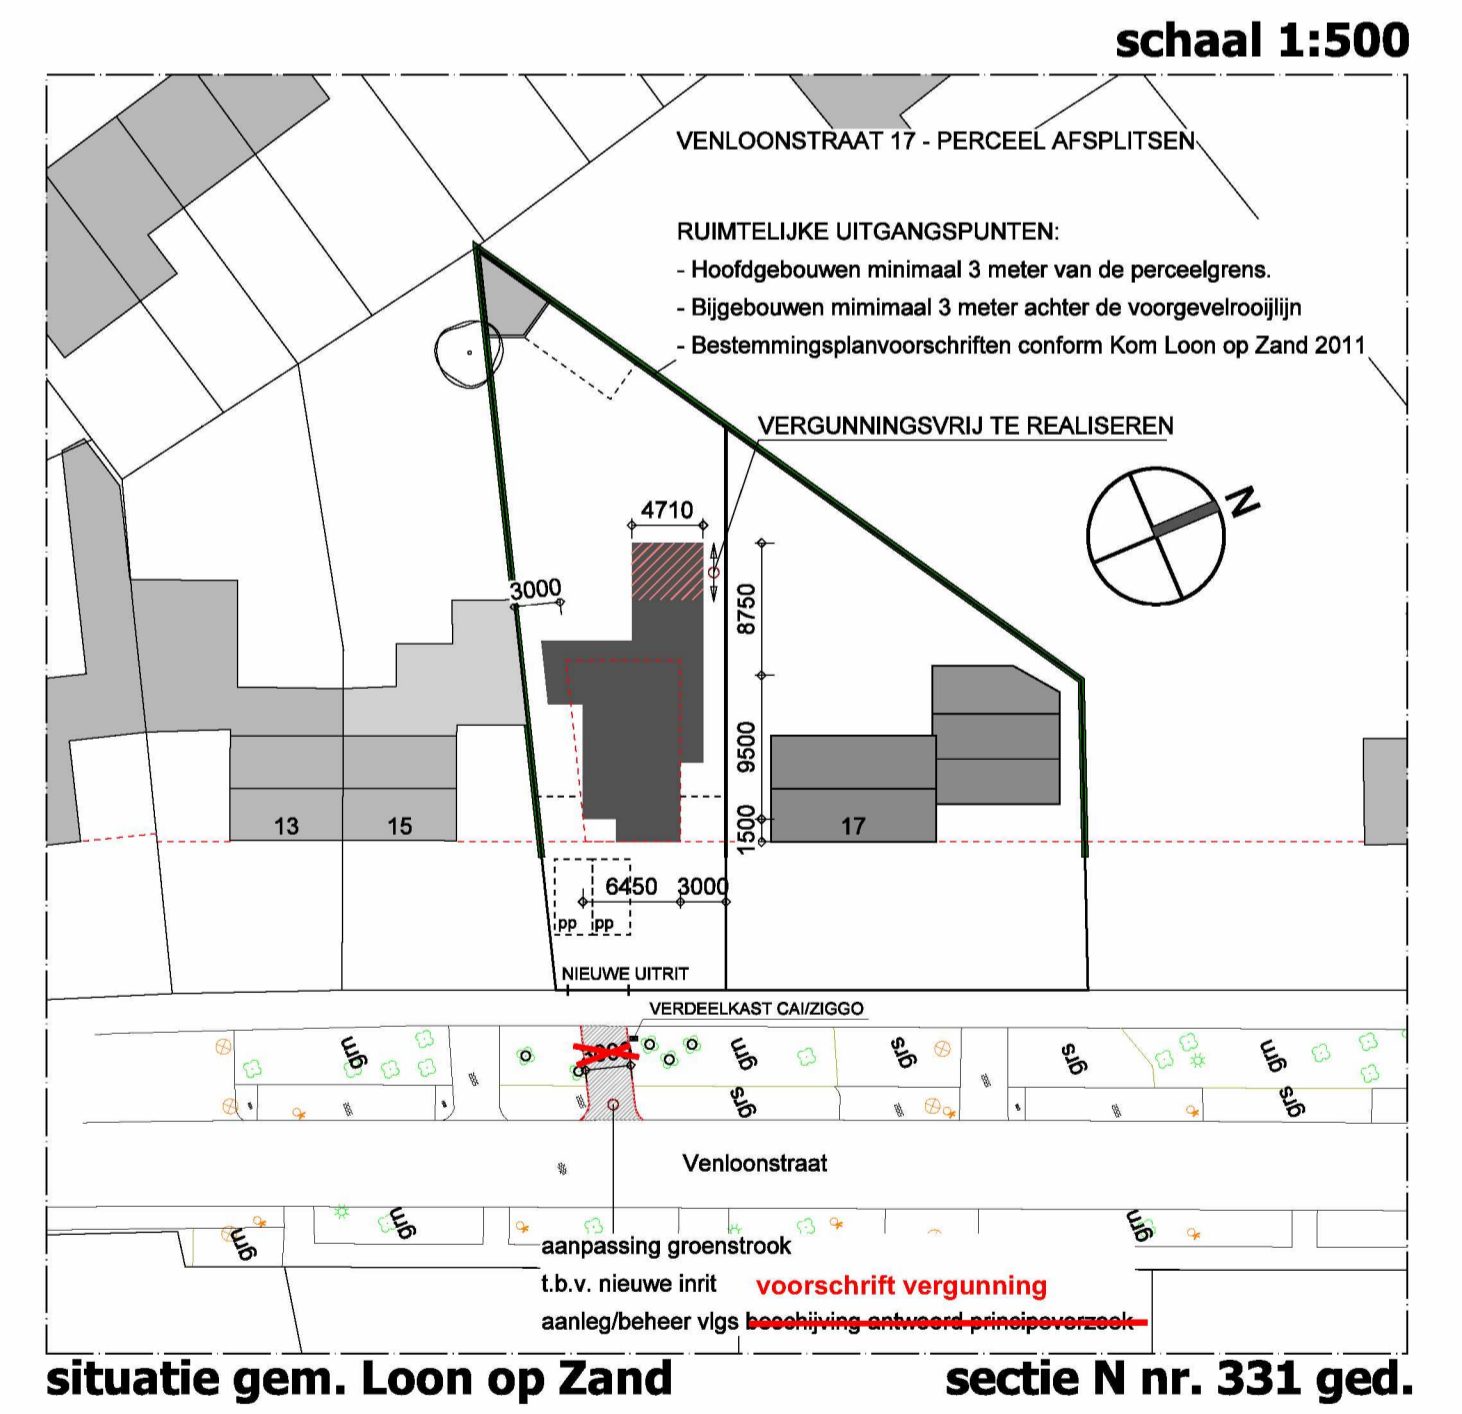 schaal 1:500
VENLOONSTRAAT 17 - PERCEEL AFSPLITSEN
RUIMTELIJKE UITGANGSPUNTEN:
- Hoofdgebouwen minimaal 3 meter van de perceelgrens.
- Bijgebouwen mimimaal 3 meter achter de voorgevelrooijlijn
- Bestemmingsplanvoorschriften conform Kom Loon op Zand 2011
VERGUNNINGSVRIJ TE REALISEREN
N
4710
3000
8750
9500
1500
13
15
17
6450
3000
pp
pp
NIEUWE UITRIT
VERDEELKAST CAI/ZIGGO
grn
grn
grs
grs
grn
grs
grs
Venloonstraat
grn
grn
grn
aanpassing groenstrook
t.b.v. nieuwe inrit
voorschrift vergunning
aanleg/beheer vlgs beschijving antwoord principeverzoek
situatie gem. Loon op Zand
sectie N nr. 331 ged.